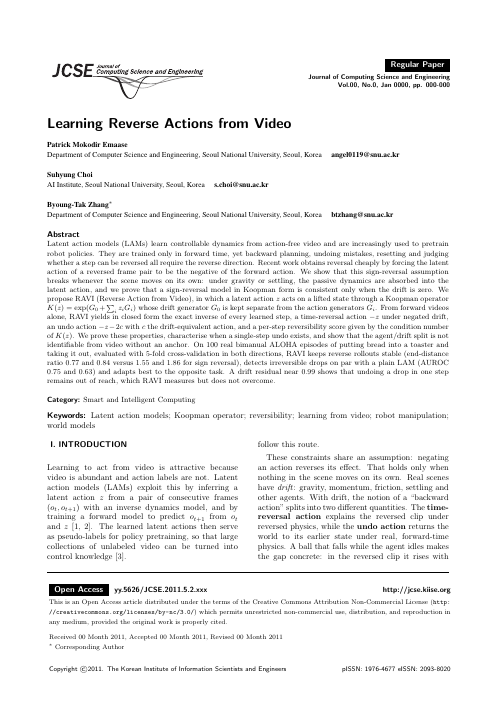 JCSE Journal of Computing Science and Engineering
Regular Paper
Journal of Computing Science and Engineering
Vol.00, No.0, Jan 0000, pp. 000-000
Learning Reverse Actions from Video
Patrick Mokodir Emaase
Department of Computer Science and Engineering, Seoul National University, Seoul, Korea angel0119@snu.ac.kr
Suhyung Choi
AI Institute, Seoul National University, Seoul, Korea s.choi@snu.ac.kr
Byoung-Tak Zhang*
Department of Computer Science and Engineering, Seoul National University, Seoul, Korea btzhang@snu.ac.kr
Abstract
Latent action models (LAMs) learn controllable dynamics from action-free video and are increasingly used to pretrain
robot policies. They are trained only in forward time, yet backward planning, undoing mistakes, resetting and judging
whether a step can be reversed all require the reverse direction. Recent work obtains reversal cheaply by forcing the latent
action of a reversed frame pair to be the negative of the forward action. We show that this sign-reversal assumption
breaks whenever the scene moves on its own: under gravity or settling, the passive dynamics are absorbed into the
latent action, and we prove that a sign-reversal model in Koopman form is consistent only when the drift is zero. We
propose RAVI (Reverse Action from Video), in which a latent action z acts on a lifted state through a Koopman operator
K(z) = exp(G₀+∑ᵢ zᵢGᵢ) whose drift generator G₀ is kept separate from the action generators Gᵢ. From forward videos
alone, RAVI yields in closed form the exact inverse of every learned step, a time-reversal action −z under negated drift,
an undo action −z−2c with c the drift-equivalent action, and a per-step reversibility score given by the condition number
of K(z). We prove these properties, characterise when a single-step undo exists, and show that the agent/drift split is not
identifiable from video without an anchor. On 100 real bimanual ALOHA episodes of putting bread into a toaster and
taking it out, evaluated with 5-fold cross-validation in both directions, RAVI keeps reverse rollouts stable (end-distance
ratio 0.77 and 0.84 versus 1.55 and 1.86 for sign reversal), detects irreversible drops on par with a plain LAM (AUROC
0.75 and 0.63) and adapts best to the opposite task. A drift residual near 0.99 shows that undoing a drop in one step
remains out of reach, which RAVI measures but does not overcome.
Category: Smart and Intelligent Computing
Keywords: Latent action models; Koopman operator; reversibility; learning from video; robot manipulation;
world models
I. INTRODUCTION
Learning to act from video is attractive because
video is abundant and action labels are not. Latent
action models (LAMs) exploit this by inferring a
latent action z from a pair of consecutive frames
(oₜ, oₜ₊₁) with an inverse dynamics model, and by
training a forward model to predict oₜ₊₁ from oₜ
and z [1, 2]. The learned latent actions then serve
as pseudo-labels for policy pretraining, so that large
collections of unlabeled video can be turned into
control knowledge [3].
follow this route.
These constraints share an assumption: negating
an action reverses its effect. That holds only when
nothing in the scene moves on its own. Real scenes
have drift: gravity, momentum, friction, settling and
other agents. With drift, the notion of a “backward
action” splits into two different quantities. The time-
reversal action explains the reversed clip under
reversed physics, while the undo action returns the
world to its earlier state under real, forward-time
physics. A ball that falls while the agent idles makes
the gap concrete: in the reversed clip it rises with
Open Access yy.5626/JCSE.2011.5.2.xxx http://jcse.kiise.org
This is an Open Access article distributed under the terms of the Creative Commons Attribution Non-Commercial License (http:
//creativecommons.org/licenses/by-nc/3.0/) which permits unrestricted non-commercial use, distribution, and reproduction in
any medium, provided the original work is properly cited.
Received 00 Month 2011, Accepted 00 Month 2011, Revised 00 Month 2011
* Corresponding Author
Copyright ©2011. The Korean Institute of Information Scientists and Engineers pISSN: 1976-4677 eISSN: 2093-8020